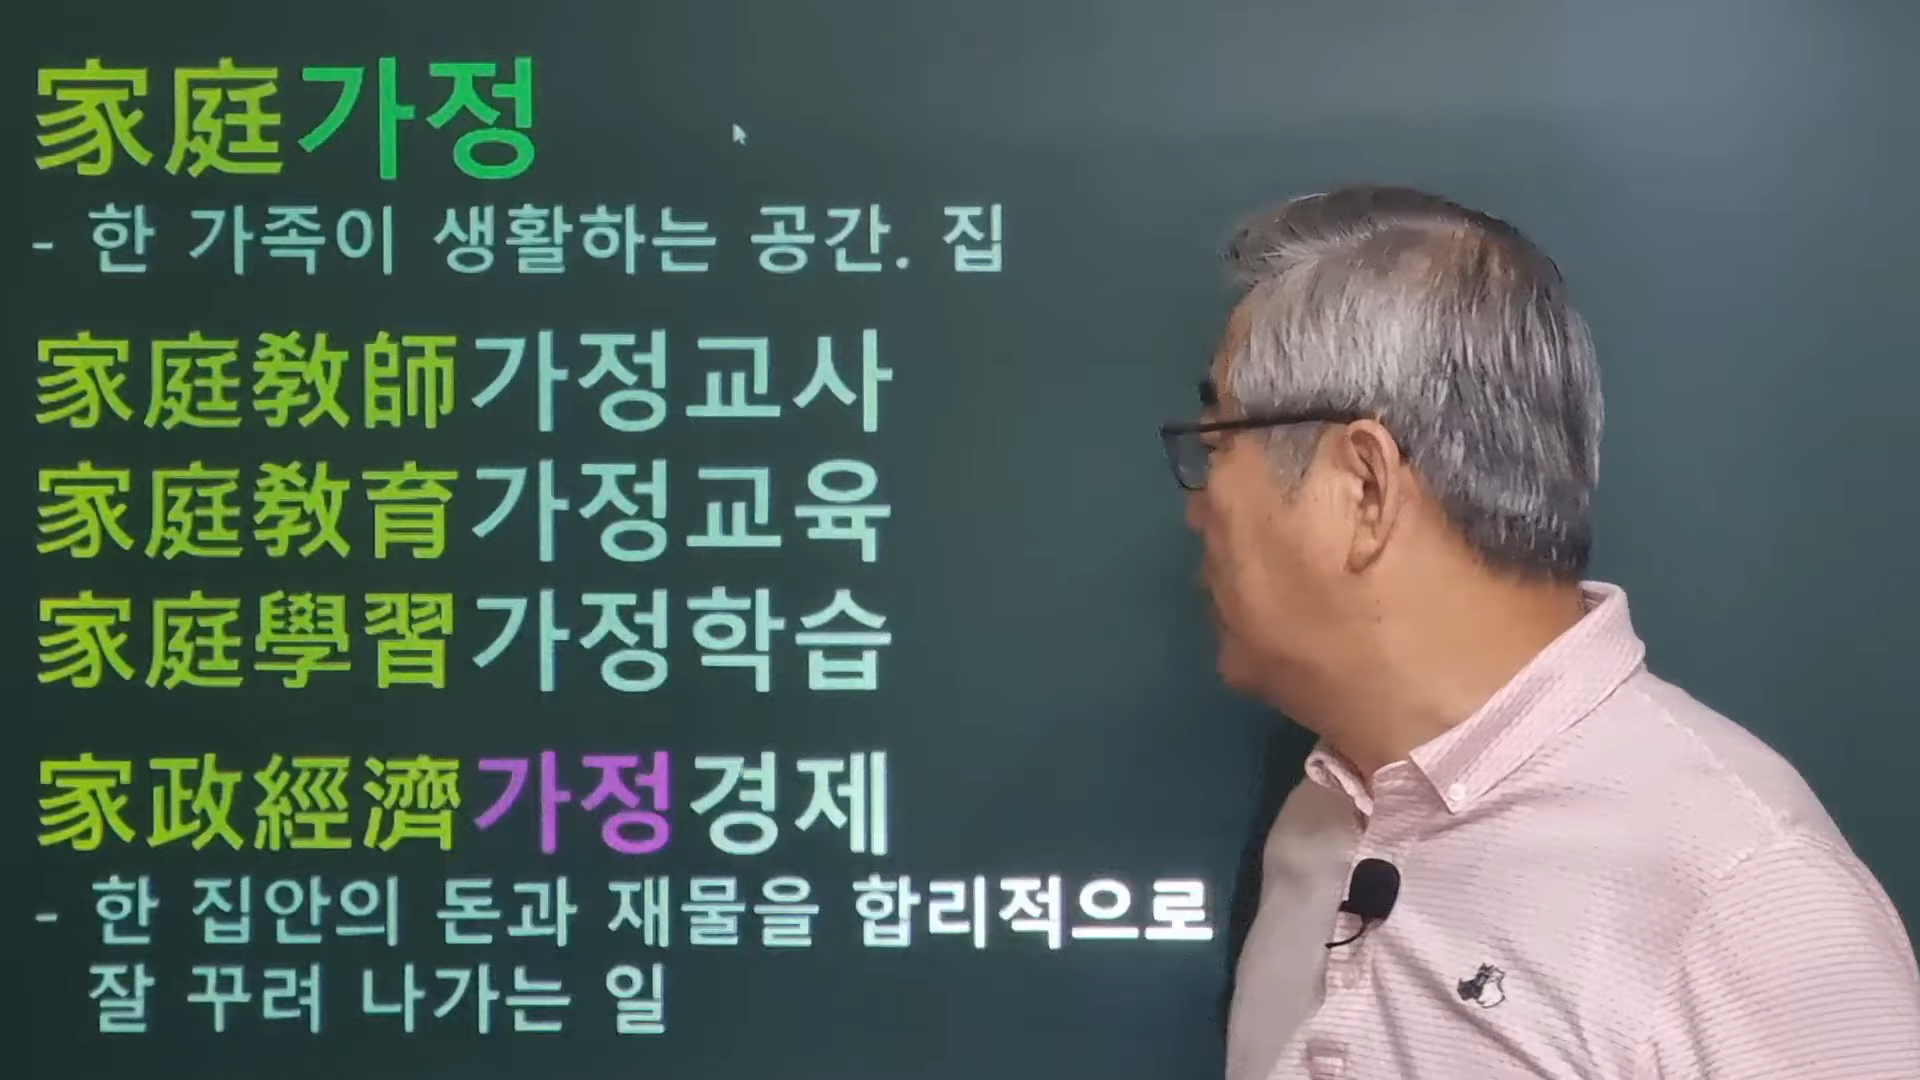 家庭가정
- 한 가족이 생활하는 공간. 집
家庭敎師가정교사
家庭敎育가정교육
家庭學習가정학습
家政經濟가정경제
- 한 집안의 돈과 재물을 합리적으로
잘 꾸려 나가는 일